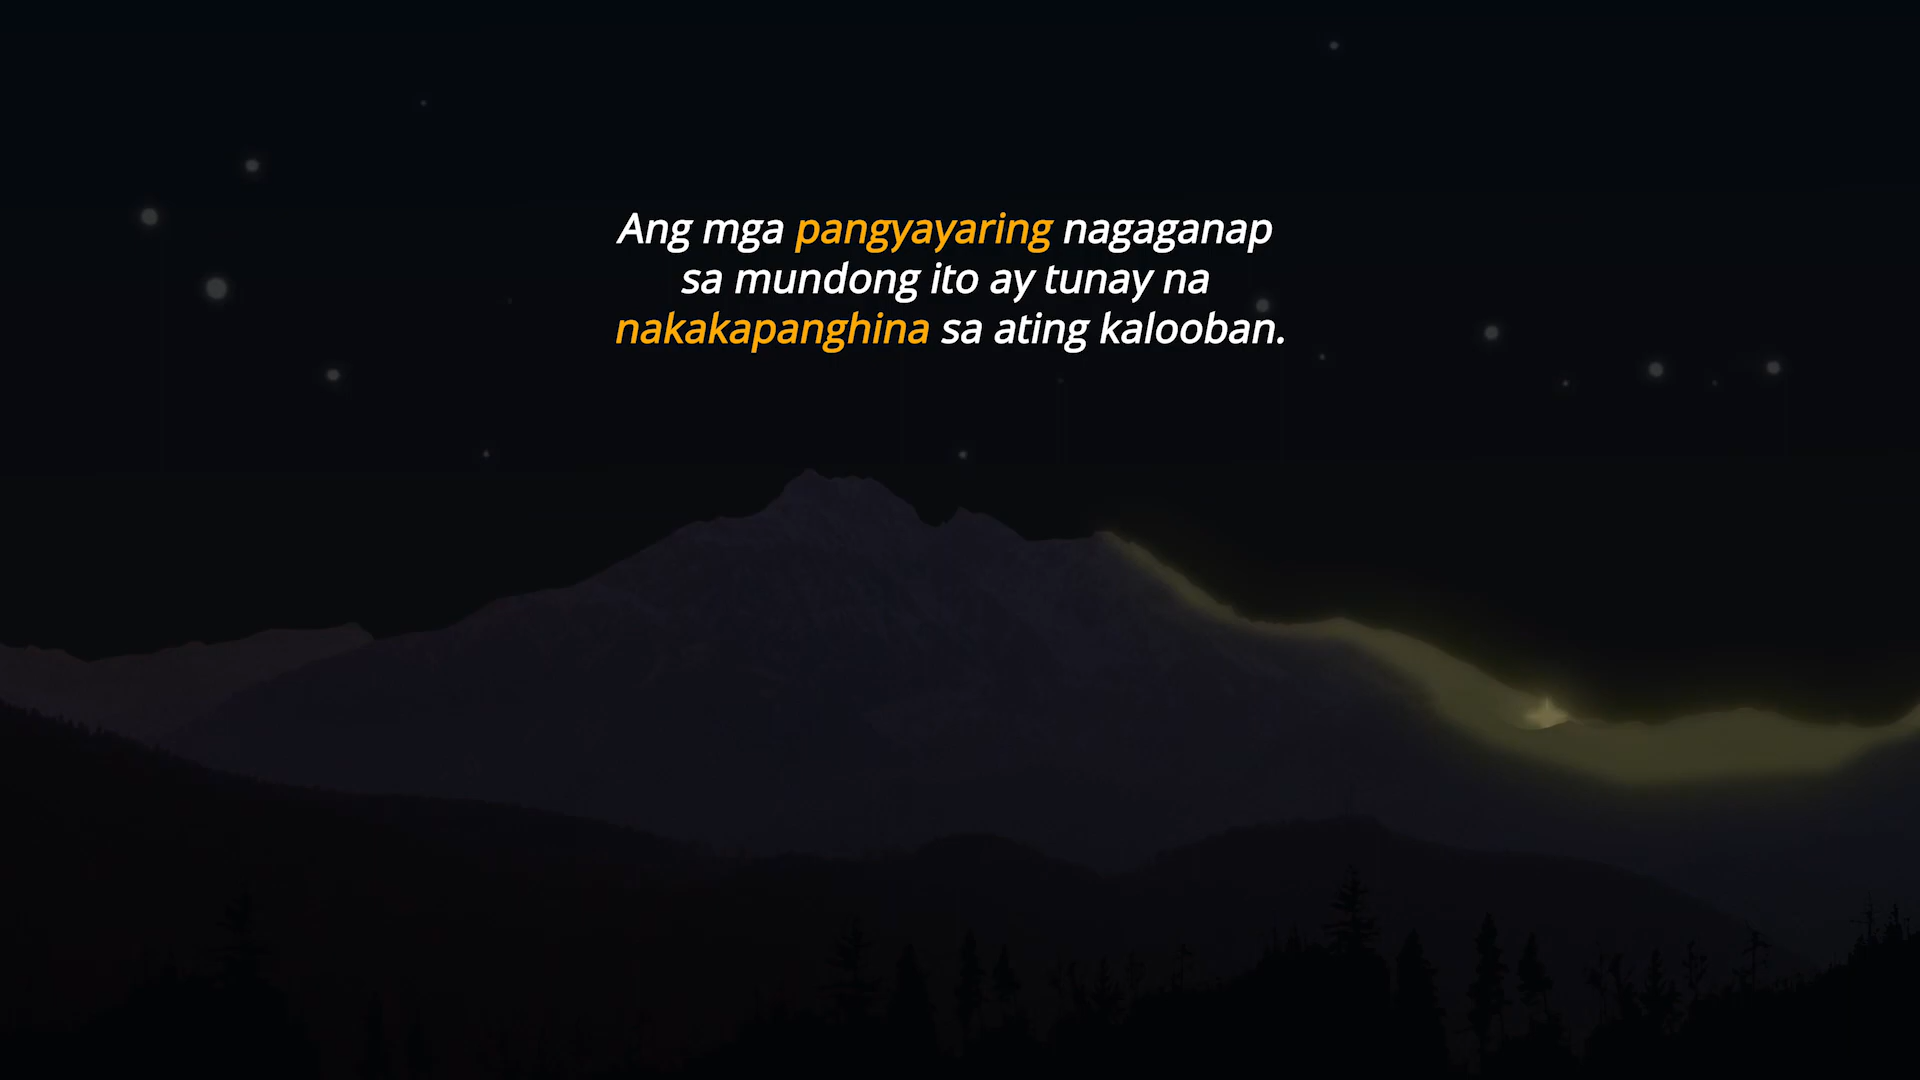 Ang mga pangyayaring nagaganap
sa mundong ito ay tunay na
nakakapanghina sa ating kalooban.